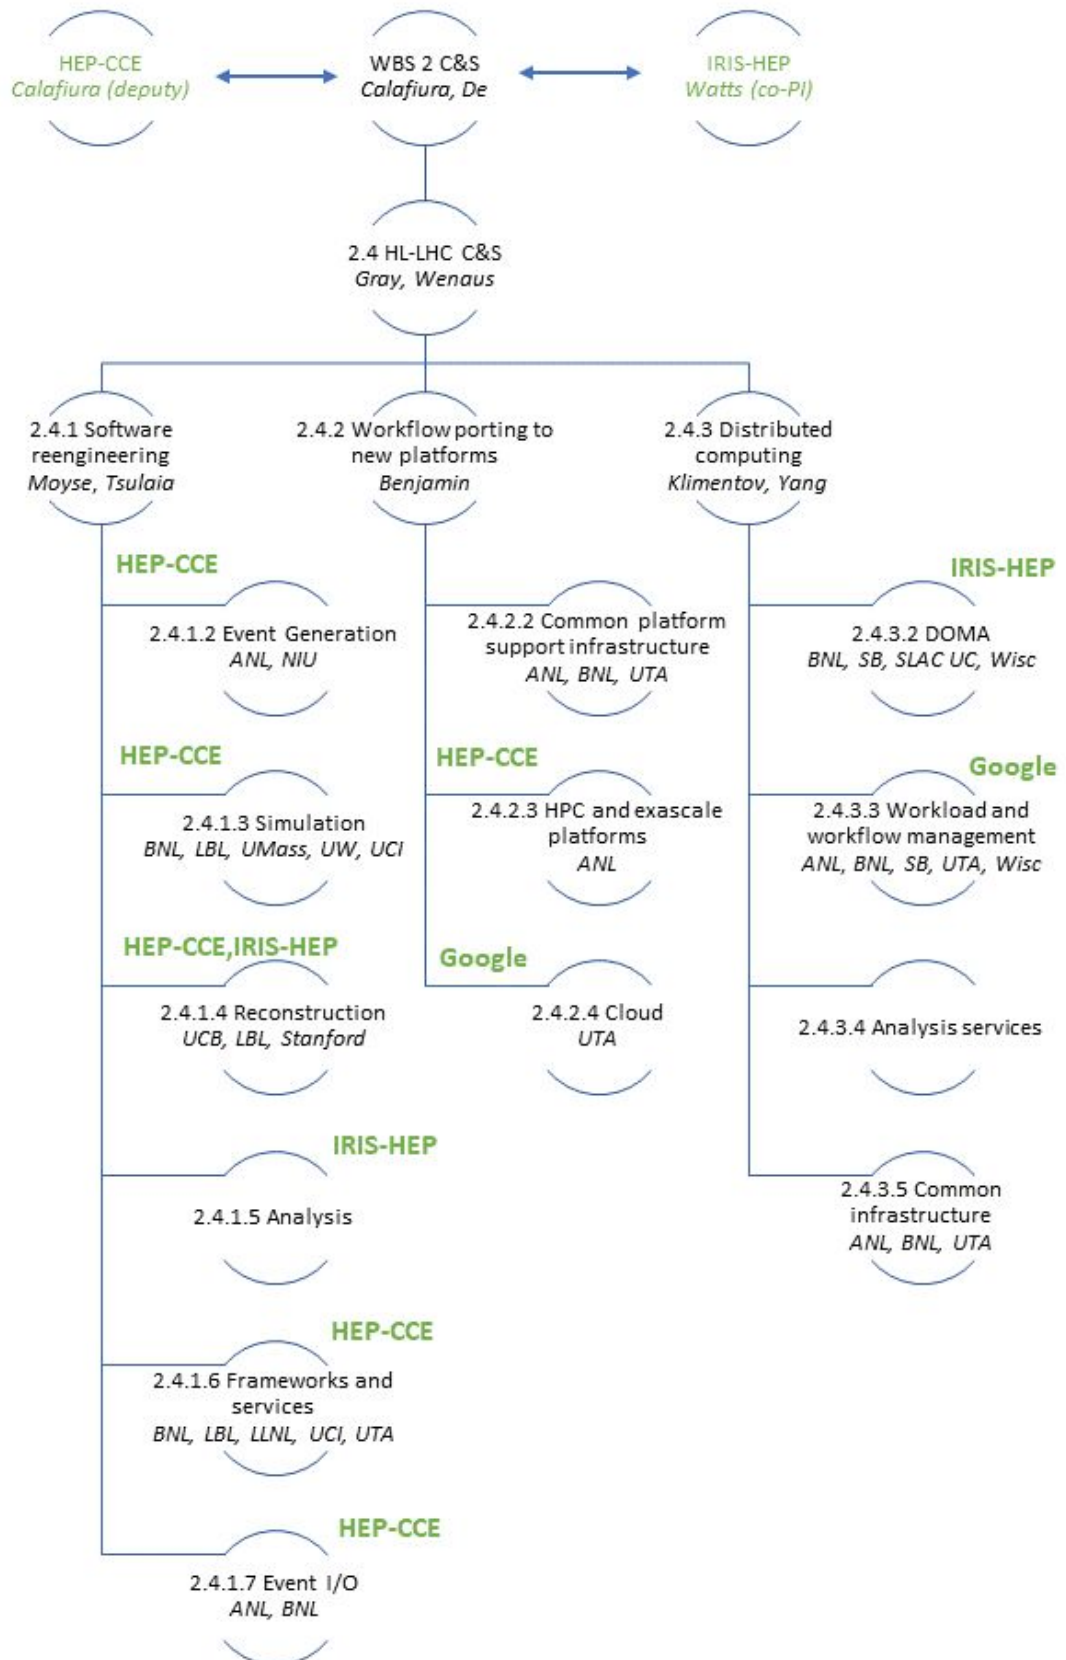 HEP-CCE
Calafiura (deputy)
WBS 2 C&S
Calafiura, De
IRIS-HEP
Watts (co-PI)
2.4 HL-LHC C&S
Gray, Wenaus
2.4.1 Software
reengineering
Moyse, Tsulaia
2.4.2 Workflow porting to
new platforms
Benjamin
2.4.3 Distributed
computing
Klimentov, Yang
HEP-CCE
2.4.1.2 Event Generation
ANL, NIU
HEP-CCE
2.4.1.3 Simulation
BNL, LBL, UMass, UW, UCI
HEP-CCE,IRIS-HEP
2.4.1.4 Reconstruction
UCB, LBL, Stanford
IRIS-HEP
2.4.1.5 Analysis
HEP-CCE
2.4.1.6 Frameworks and
services
BNL, LBL, LLNL, UCI, UTA
HEP-CCE
2.4.1.7 Event I/O
ANL, BNL
2.4.2.2 Common platform
support infrastructure
ANL, BNL, UTA
HEP-CCE
2.4.2.3 HPC and exascale
platforms
ANL
Google
2.4.2.4 Cloud
UTA
IRIS-HEP
2.4.3.2 DOMA
BNL, SB, SLAC UC, Wisc
Google
2.4.3.3 Workload and
workflow management
ANL, BNL, SB, UTA, Wisc
2.4.3.4 Analysis services
2.4.3.5 Common
infrastructure
ANL, BNL, UTA